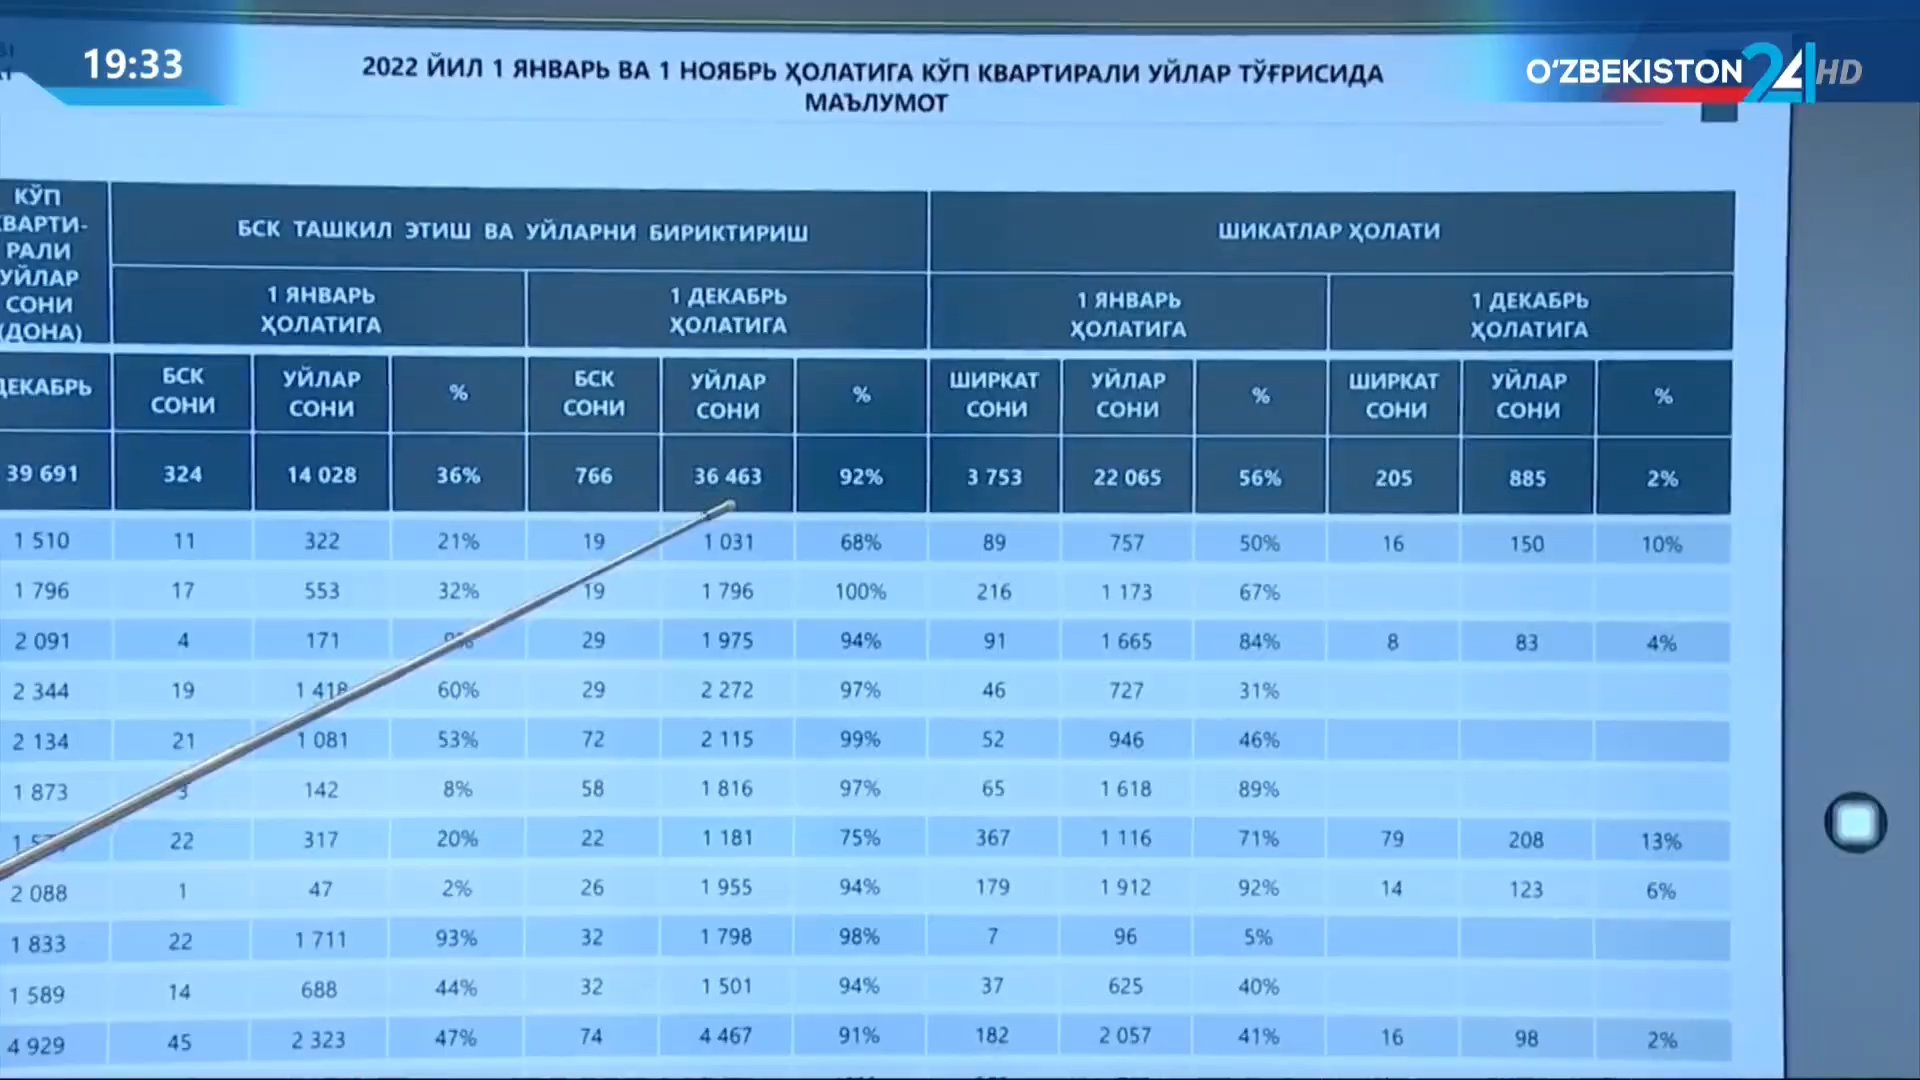 19:33
2022 ЙИЛ 1 ЯНВАРЬ ВА 1 НОЯБРЬ ҲОЛАТИГА КЎП КВАРТИРАЛИ УЙЛАР ТЎҒРИСИДА
МАЪЛУМОТ
O‘ZBEKISTON 24 HD
КЎП
КВАРТИ-
РАЛИ
УЙЛАР
СОНИ
(ДОНА)
БСК ТАШКИЛ ЭТИШ ВА УЙЛАРНИ БИРИКТИРИШ
ШИКАТЛАР ҲОЛАТИ
1 ЯНВАРЬ
ҲОЛАТИГА
1 ДЕКАБРЬ
ҲОЛАТИГА
1 ЯНВАРЬ
ҲОЛАТИГА
1 ДЕКАБРЬ
ҲОЛАТИГА
ДЕКАБРЬ
БСК
СОНИ
УЙЛАР
СОНИ
%
БСК
СОНИ
УЙЛАР
СОНИ
%
ШИРКАТ
СОНИ
УЙЛАР
СОНИ
%
ШИРКАТ
СОНИ
УЙЛАР
СОНИ
%
39 691 324 14 028 36% 766 36 463 92% 3 753 22 065 56% 205 885 2%
1 510 11 322 21% 19 1 031 68% 89 757 50% 16 150 10%
1 796 17 553 32% 19 1 796 100% 216 1 173 67%
2 091 4 171 29 1 975 94% 91 1 665 84% 8 83 4%
2 344 19 1 418 60% 29 2 272 97% 46 727 31%
2 134 21 1 081 53% 72 2 115 99% 52 946 46%
1 873 3 142 8% 58 1 816 97% 65 1 618 89%
22 317 20% 22 1 181 75% 367 1 116 71% 79 208 13%
2 088 1 47 2% 26 1 955 94% 179 1 912 92% 14 123 6%
1 833 22 1 711 93% 32 1 798 98% 7 96 5%
1 589 14 688 44% 32 1 501 94% 37 625 40%
4 929 45 2 323 47% 74 4 467 91% 182 2 057 41% 16 98 2%